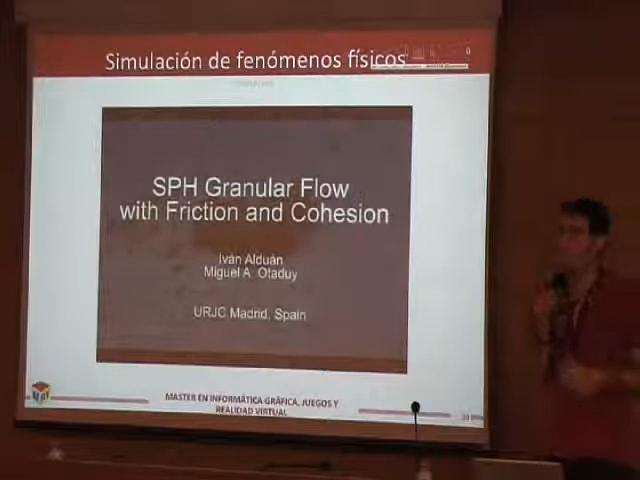 Simulación de fenómenos físicos
SPH Granular Flow
with Friction and Cohesion
Iván Alduán
Miguel A. Otaduy
URJC Madrid, Spain
MASTER EN INFORMÁTICA GRÁFICA, JUEGOS Y
REALIDAD VIRTUAL